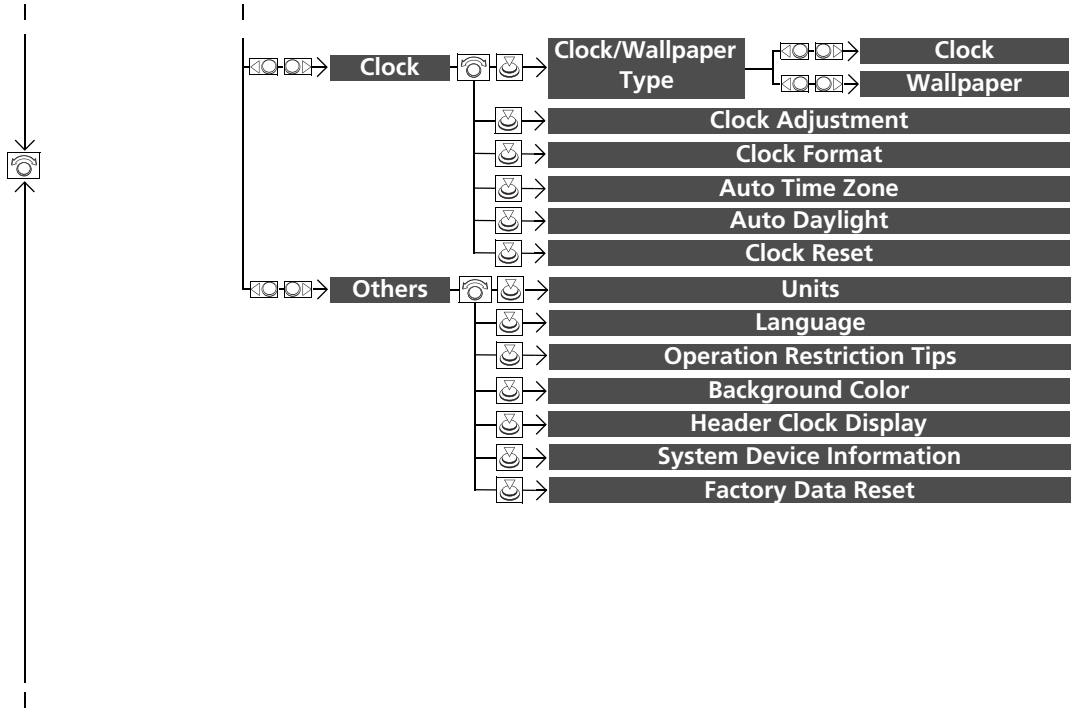 Clock
Clock/Wallpaper
Type
Clock
Wallpaper
Clock Adjustment
Clock Format
Auto Time Zone
Auto Daylight
Clock Reset
Others
Units
Language
Operation Restriction Tips
Background Color
Header Clock Display
System Device Information
Factory Data Reset